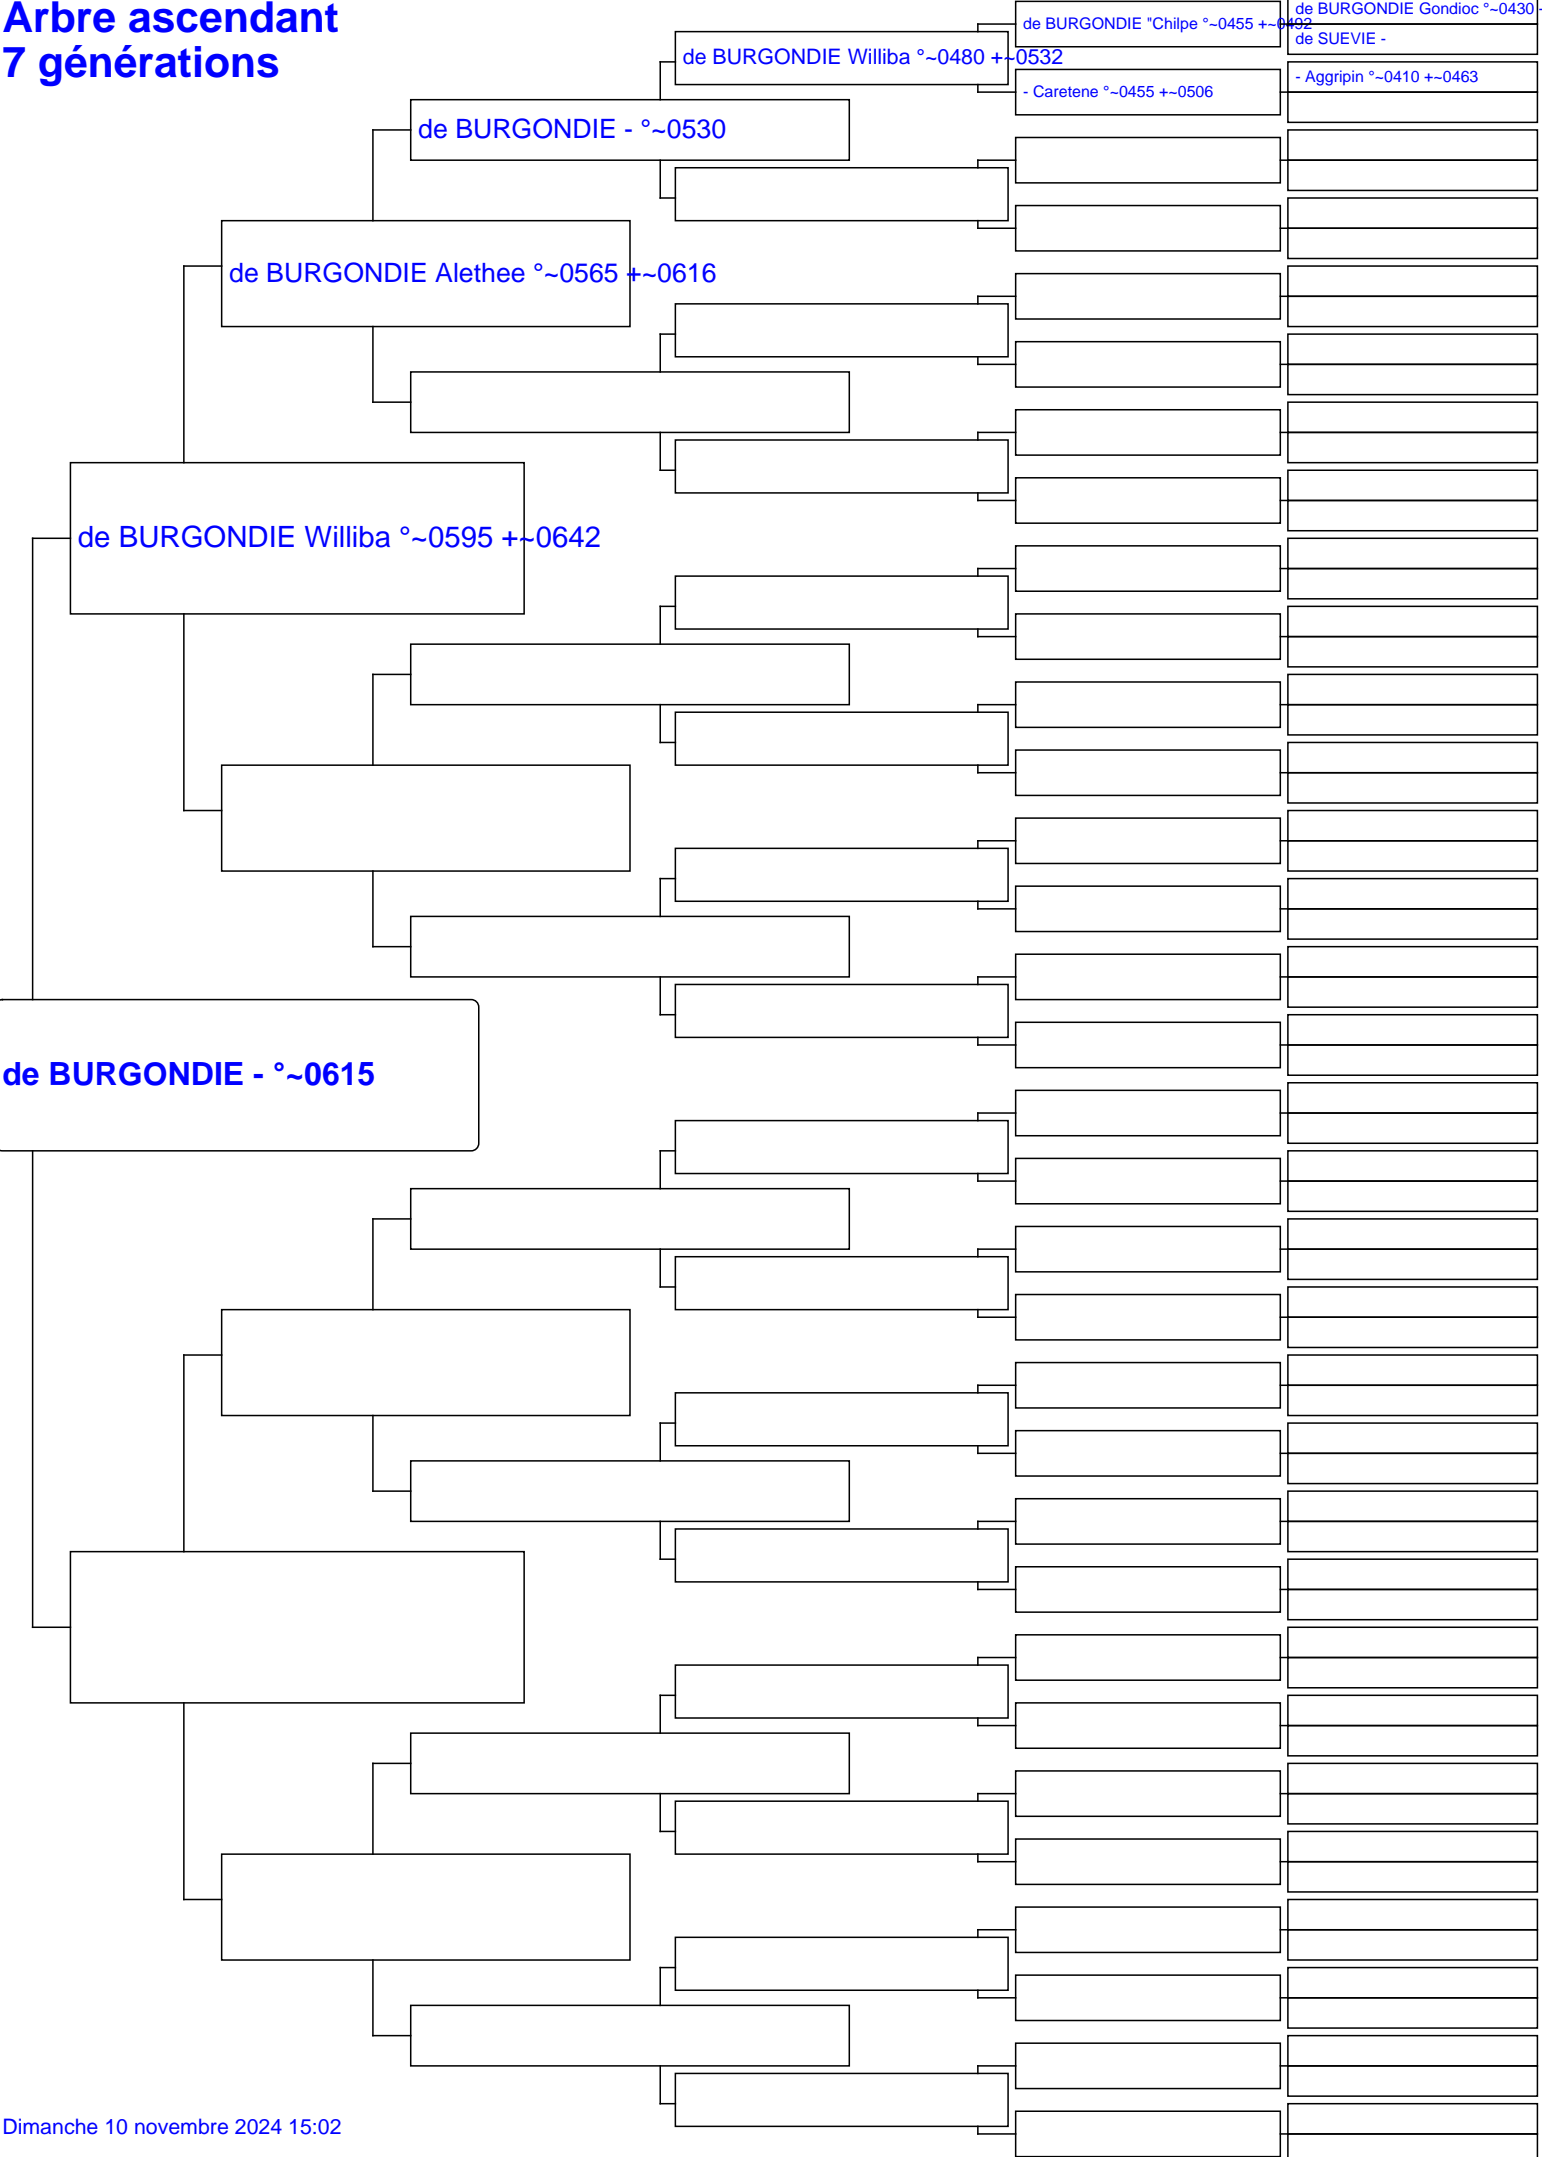 Arbre ascendant
7 générations
de BURGONDIE Gondioc °~0430
de BURGONDIE "Chilpe °~0455 +~0492
de SUEVIE -
de BURGONDIE Williba °~0480 +~0532
- Aggripin °~0410 +~0463
- Caretene °~0455 +~0506
de BURGONDIE - °~0530
de BURGONDIE Alethee °~0565 +~0616
de BURGONDIE Williba °~0595 +~0642
de BURGONDIE - °~0615
Dimanche 10 novembre 2024 15:02